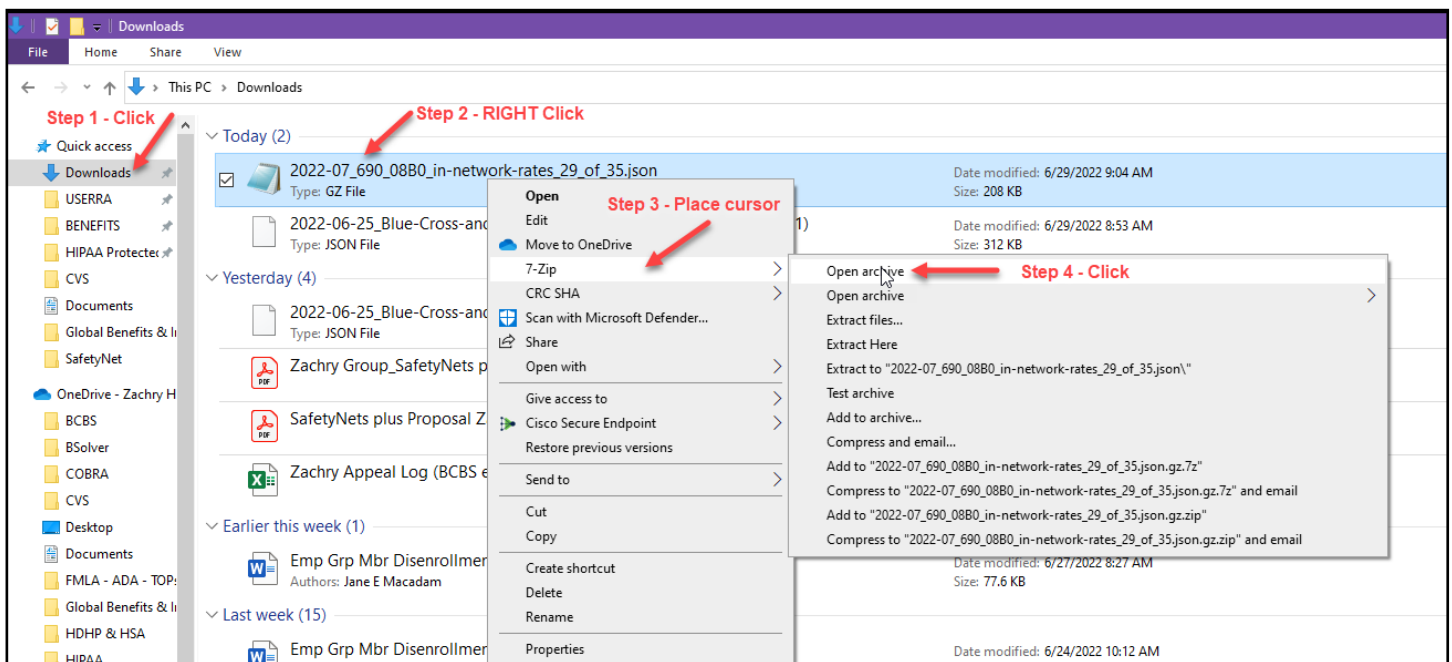 Downloads
File Home Share View
This PC > Downloads
Step 1 - Click
Step 2 - RIGHT Click
Quick access
Downloads
USERRA
BENEFITS
HIPAA Protected
CVS
Documents
Global Benefits & I
SafetyNet
OneDrive - Zachry H
BCBS
BSolver
COBRA
CVS
Desktop
Documents
FMLA - ADA - TOP
Global Benefits & I
HDHP & HSA
HIPAA
Today (2)
2022-07_690_08B0_in-network-rates_29_of_35.json
Type: GZ File
Date modified: 6/29/2022 9:04 AM
Size: 208 KB
2022-06-25_Blue-Cross-and
1)
Type: JSON File
Date modified: 6/29/2022 8:53 AM
Size: 312 KB
Yesterday (4)
2022-06-25_Blue-Cross-and
Type: JSON File
Zachry Group_SafetyNets p
SafetyNets plus Proposal Z
Zachry Appeal Log (BCBS e
Earlier this week (1)
Emp Grp Mbr Disenrollmer
Authors: Jane E Macadam
Date modified: 6/27/2022 8:27 AM
Size: 77.6 KB
Last week (15)
Emp Grp Mbr Disenrollmer
Date modified: 6/24/2022 10:12 AM
Open
Edit
Step 3 - Place cursor
Move to OneDrive
7-Zip
CRC SHA
Scan with Microsoft Defender...
Share
Open with
Give access to
Cisco Secure Endpoint
Restore previous versions
Send to
Cut
Copy
Create shortcut
Delete
Rename
Properties
Open archive
Step 4 - Click
Open archive
Extract files...
Extract Here
Extract to "2022-07_690_08B0_in-network-rates_29_of_35.json\"
Test archive
Add to archive...
Compress and email...
Add to "2022-07_690_08B0_in-network-rates_29_of_35.json.gz.7z"
Compress to "2022-07_690_08B0_in-network-rates_29_of_35.json.gz.7z" and email
Add to "2022-07_690_08B0_in-network-rates_29_of_35.json.gz.zip"
Compress to "2022-07_690_08B0_in-network-rates_29_of_35.json.gz.zip" and email